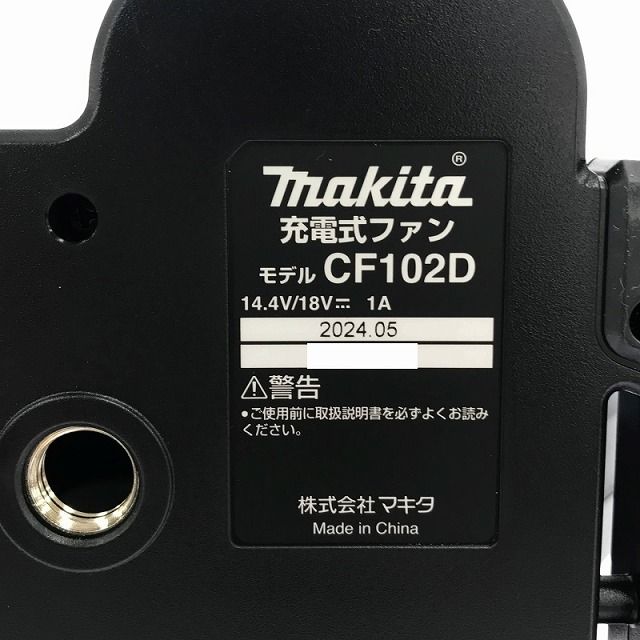 makita®
充電式ファン
モデル CF102D
14.4V/18V⎓ 1A
2024.05
⚠警告
●ご使用前に取扱説明書を必ずよくお読み
ください。
株式会社マキタ
Made in China